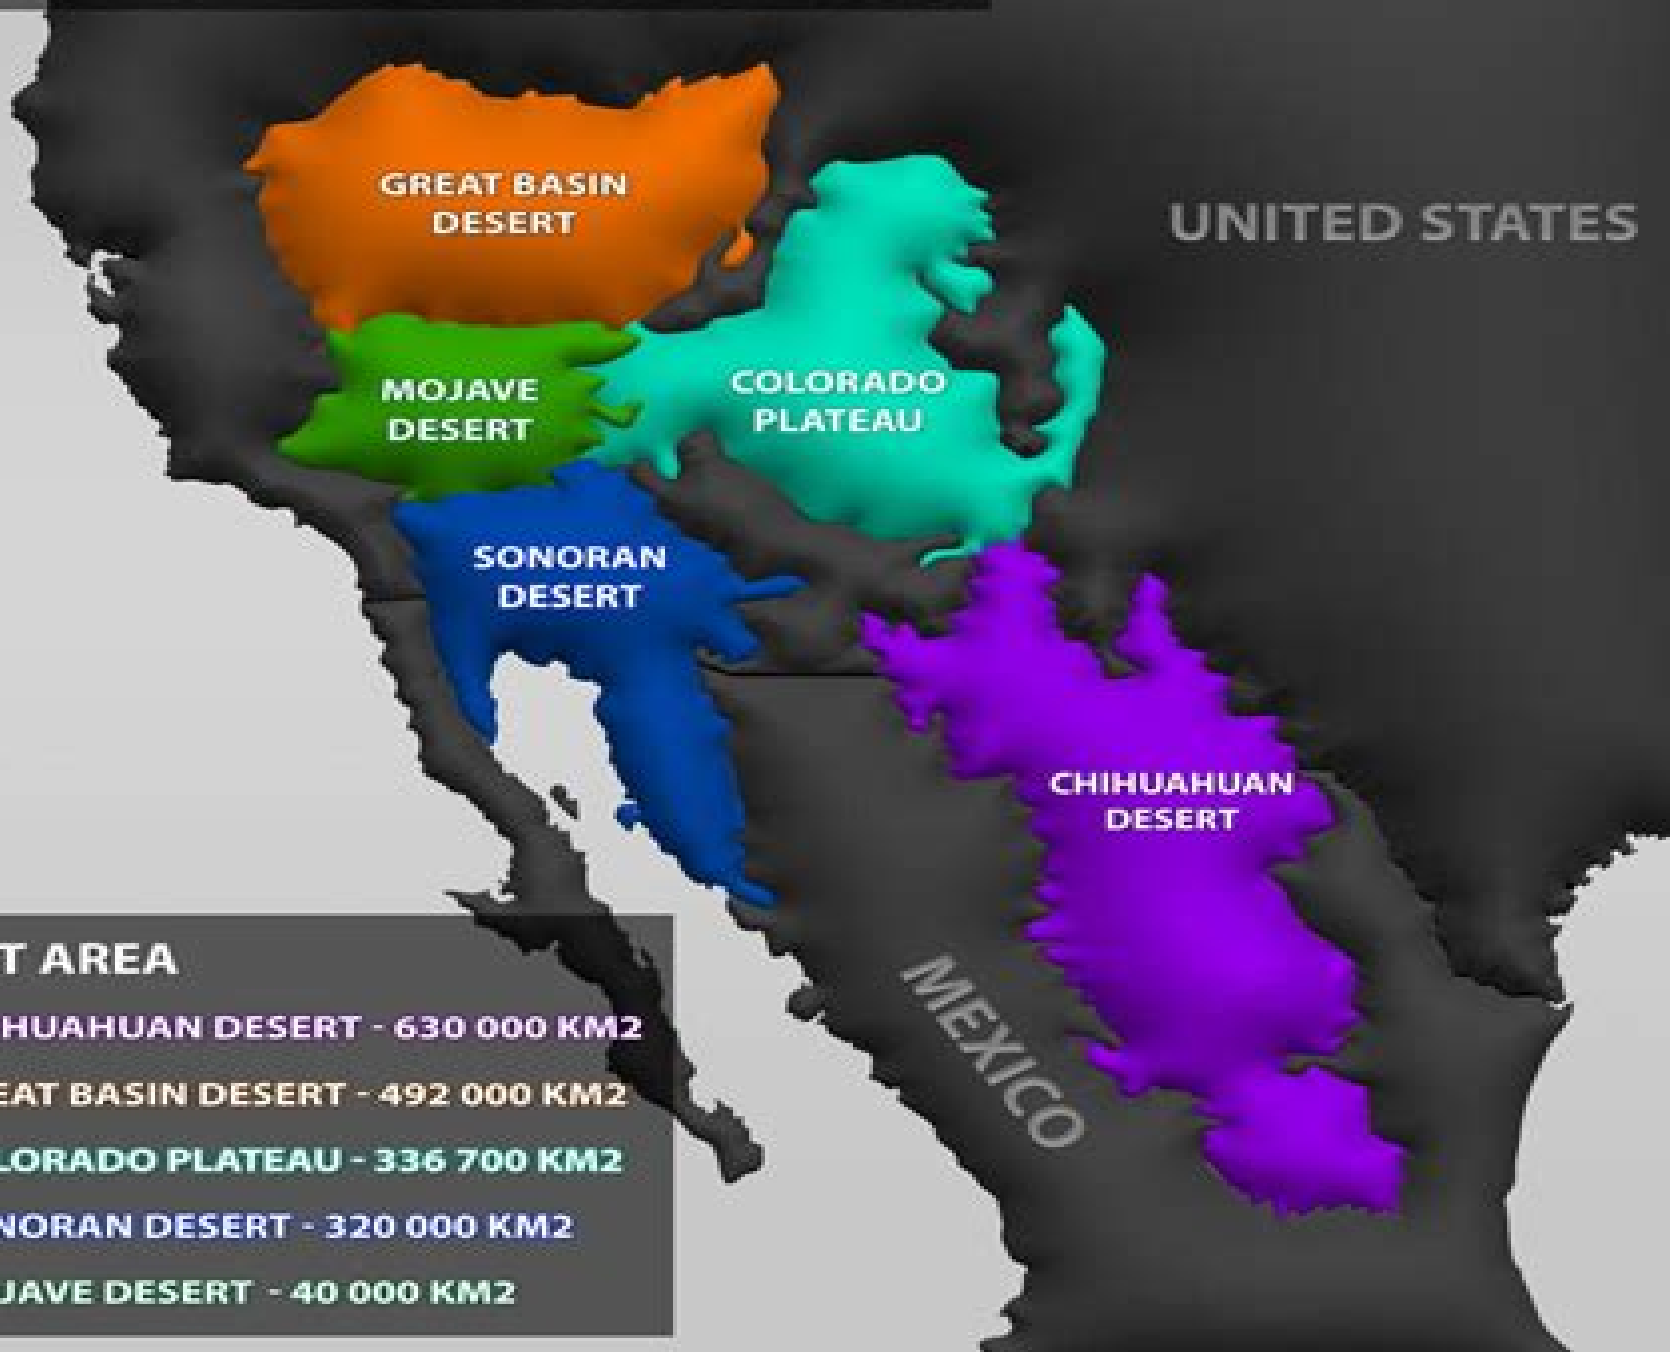 GREAT BASIN
DESERT
UNITED STATES
MOJAVE
DESERT
COLORADO
PLATEAU
SONORAN
DESERT
CHIHUAHUAN
DESERT
MEXICO
T AREA
HUAHUAN DESERT - 630 000 KM2
EAT BASIN DESERT - 492 000 KM2
LORADO PLATEAU - 336 700 KM2
NORAN DESERT - 320 000 KM2
JAVE DESERT - 40 000 KM2